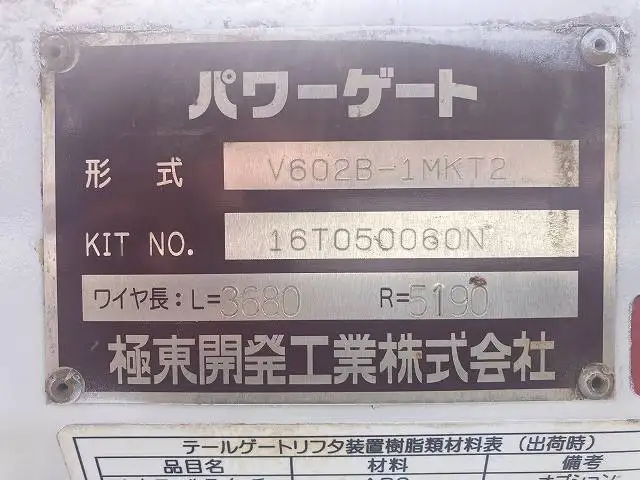 パワーゲート
形式 V602B-1MKT2
KIT NO. 16T050060N
ワイヤ長:L=3680 R=5190
極東開発工業株式会社
テールゲートリフタ装置樹脂類材料表 (出荷時)
品目名 材料 備考